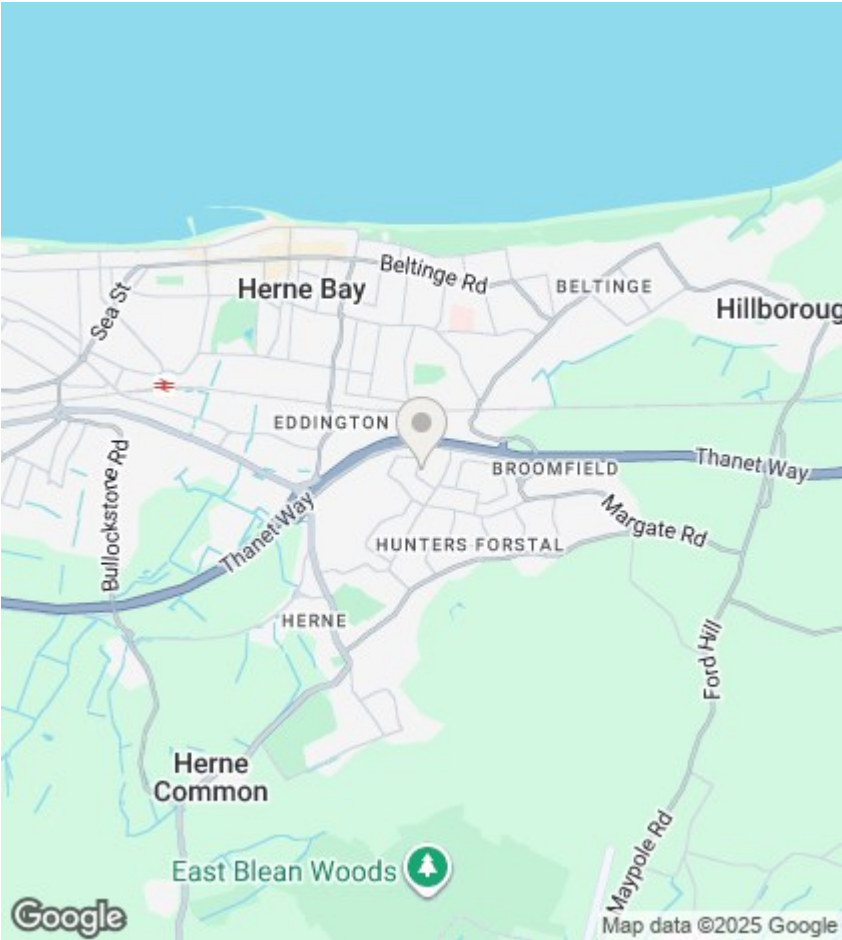 Beltinge Rd
BELTINGE
Herne Bay
Sea St
Hillboroug
EDDINGTON
BROOMFIELD
Thanet Way
Bullockstone Rd
Thanet Way
Margate Rd
HUNTERS FORSTAL
HERNE
Ford Hill
Herne
Common
Maypole Rd
East Blean Woods
Google
Map data ©2025 Google